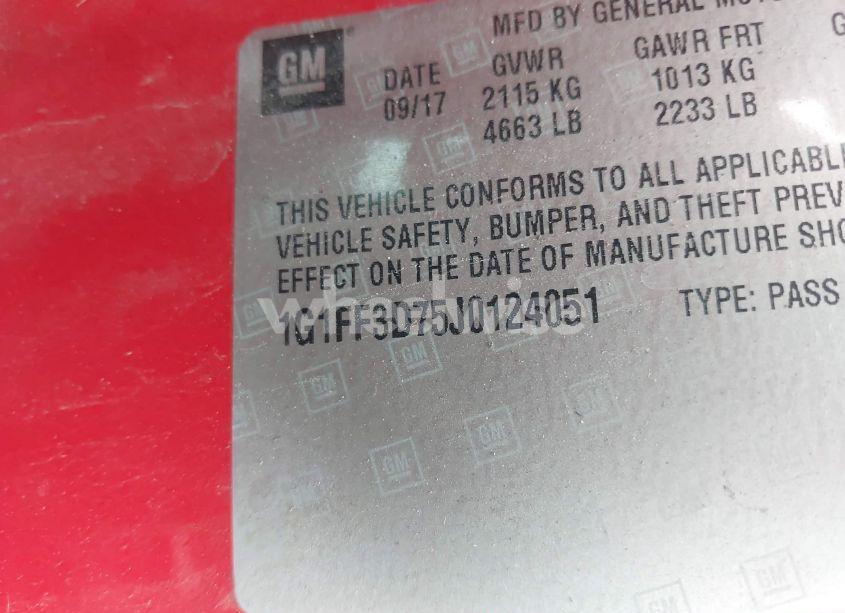 MFD BY GENERAL
GM
DATE GVWR GAWR FRT
09/17 2115 KG 1013 KG
4663 LB 2233 LB
THIS VEHICLE CONFORMS TO ALL APPLICABLE
VEHICLE SAFETY, BUMPER, AND THEFT PREV
EFFECT ON THE DATE OF MANUFACTURE SHO
1G1FF3D75J0124051 TYPE: PASS